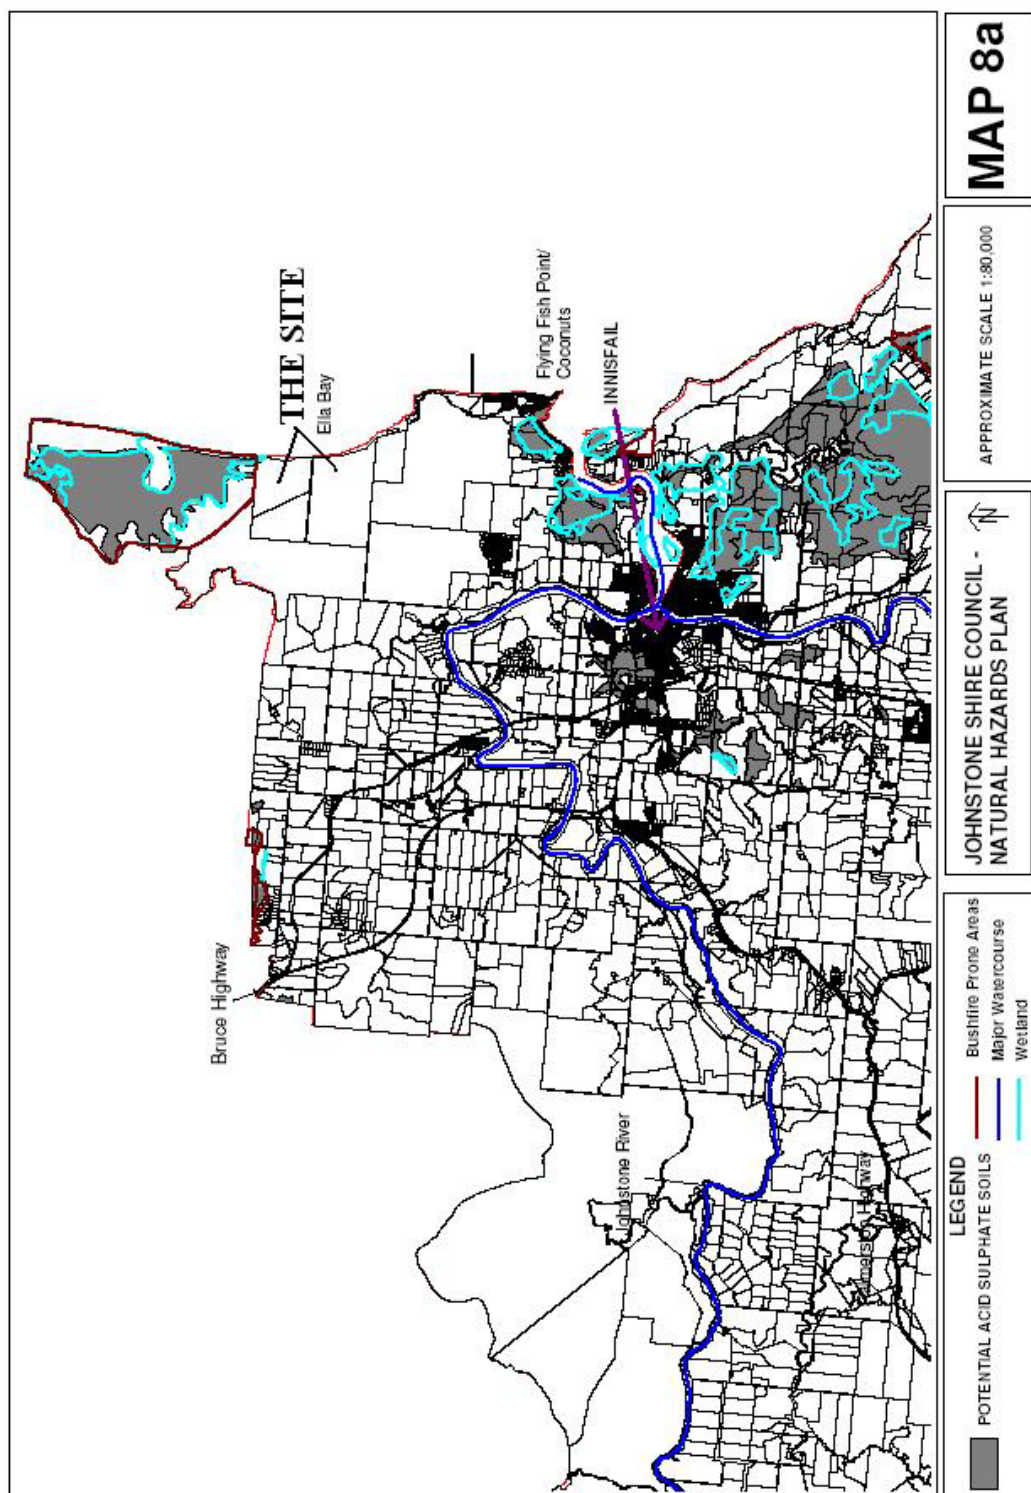 Bruce Highway
THE SITE
Ella Bay
Flying Fish Point/
Coconuts
INNISFAIL
Johnstone River
Highway
LEGEND
POTENTIAL ACID SULPHATE SOILS
Bushfire Prone Areas
Major Watercourse
Wetland
JOHNSTONE SHIRE COUNCIL -
NATURAL HAZARDS PLAN
N
APPROXIMATE SCALE 1:80,000
MAP 8a